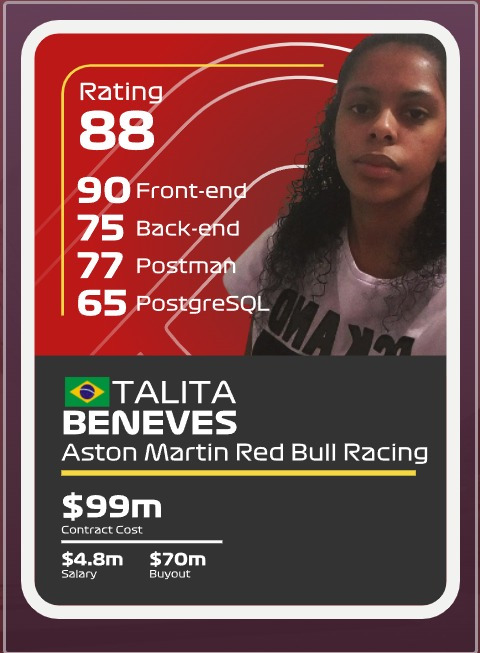 Rating
88
90 Front-end
75 Back-end
77 Postman
65 PostgreSQL
TALITA
BENEVES
Aston Martin Red Bull Racing
$99m
Contract Cost
$4.8m $70m
Salary Buyout